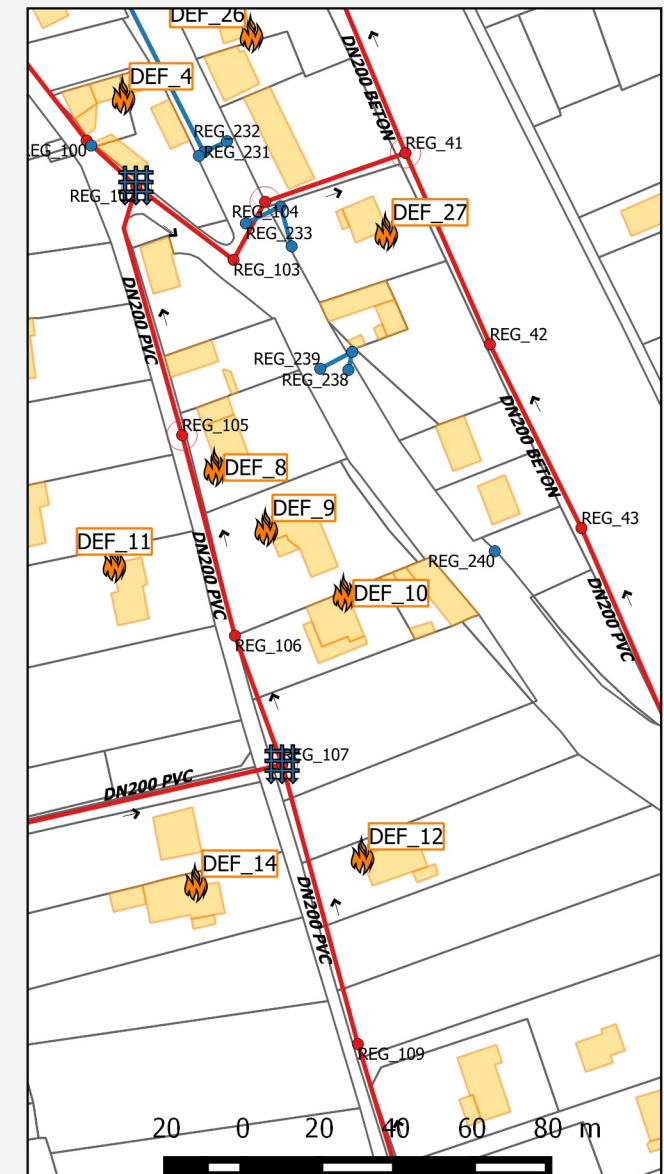 DEF_26
DEF_4
DN200 BETON
REG_232
REG_231
REG_41
REG_100
REG_104
DEF_27
REG_233
REG_103
DN200 PVC
REG_42
REG_239
REG_238
DN200 BETON
REG_105
DEF_8
DEF_9
REG_43
DEF_11
REG_240
DN200 PVC
DEF_10
DN200 PVC
REG_106
REG_107
DN200 PVC
DEF_12
DEF_14
DN200 PVC
REG_109
20 0 20 40 60 80 m